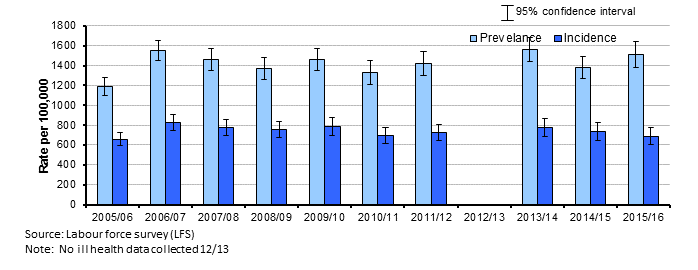 95% confidence interval
Prevelance
Incidence
Rate per 100,000
1800
1600
1400
1200
1000
800
600
400
200
0
2005/06 2006/07 2007/08 2008/09 2009/10 2010/11 2011/12 2012/13 2013/14 2014/15 2015/16
Source: Labour force survey (LFS)
Note: No ill health data collected 12/13